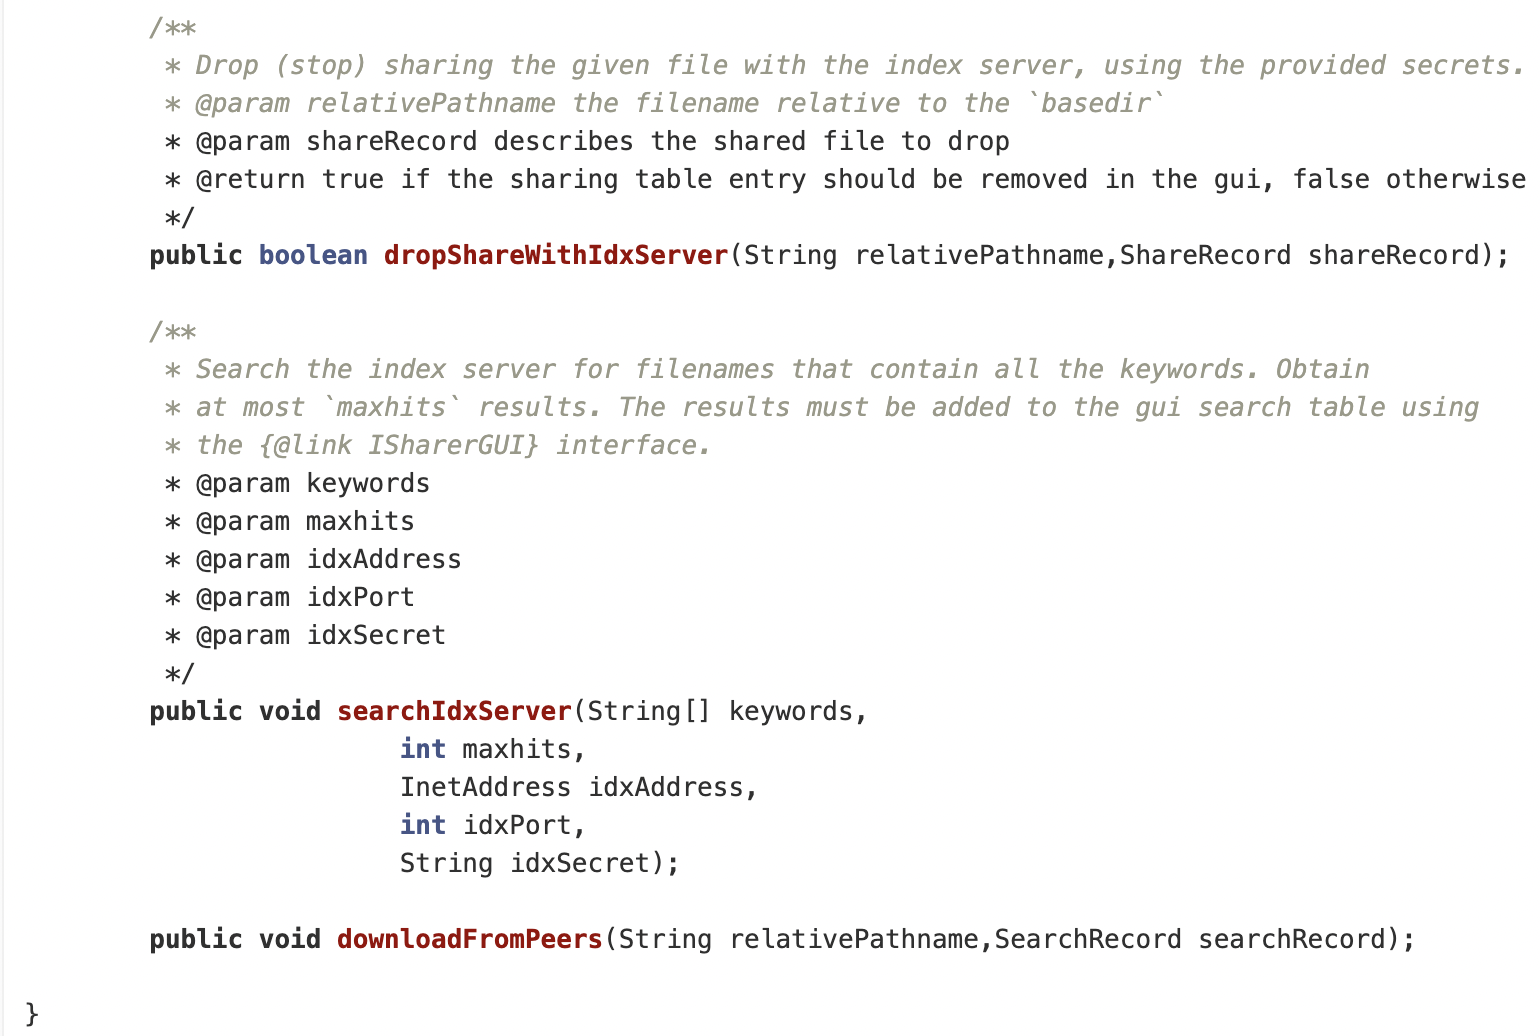 /**
 * Drop (stop) sharing the given file with the index server, using the provided secrets.
 * @param relativePathname the filename relative to the `basedir`
 * @param shareRecord describes the shared file to drop
 * @return true if the sharing table entry should be removed in the gui, false otherwise
 */
public boolean dropShareWithIdxServer(String relativePathname,ShareRecord shareRecord);

/**
 * Search the index server for filenames that contain all the keywords. Obtain
 * at most `maxhits` results. The results must be added to the gui search table using
 * the {@link ISharerGUI} interface.
 * @param keywords
 * @param maxhits
 * @param idxAddress
 * @param idxPort
 * @param idxSecret
 */
public void searchIdxServer(String[] keywords,
                int maxhits,
                InetAddress idxAddress,
                int idxPort,
                String idxSecret);

public void downloadFromPeers(String relativePathname,SearchRecord searchRecord);

}